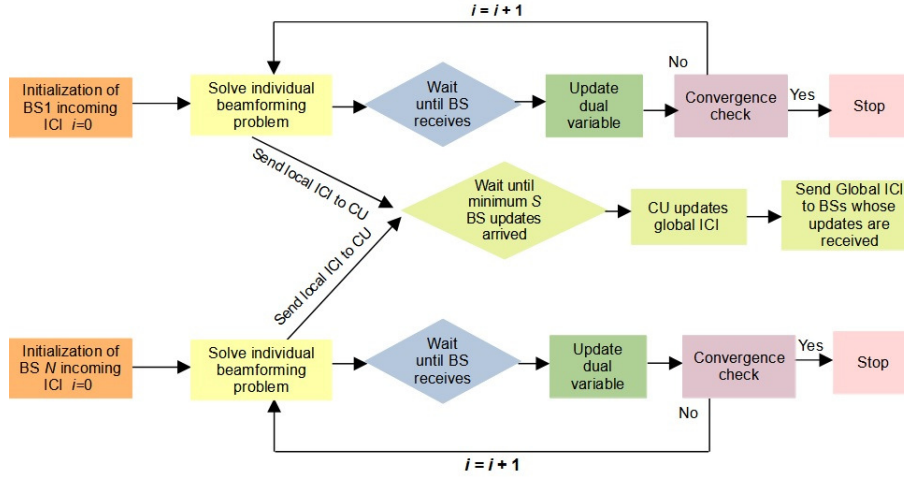 i = i + 1
No
Initialization of
BS1 incoming
ICI i=0
Solve individual
beamforming
problem
Wait
until BS
receives
Update
dual
variable
Convergence
check
Yes
Stop
Send local ICI to CU
Wait until
minimum S
BS updates
arrived
CU updates
global ICI
Send Global ICI
to BSs whose
updates are
received
Send local ICI to CU
Initialization of
BS N incoming
ICI i=0
Solve individual
beamforming
problem
Wait
until BS
receives
Update
dual
variable
Convergence
check
Yes
Stop
No
i = i + 1